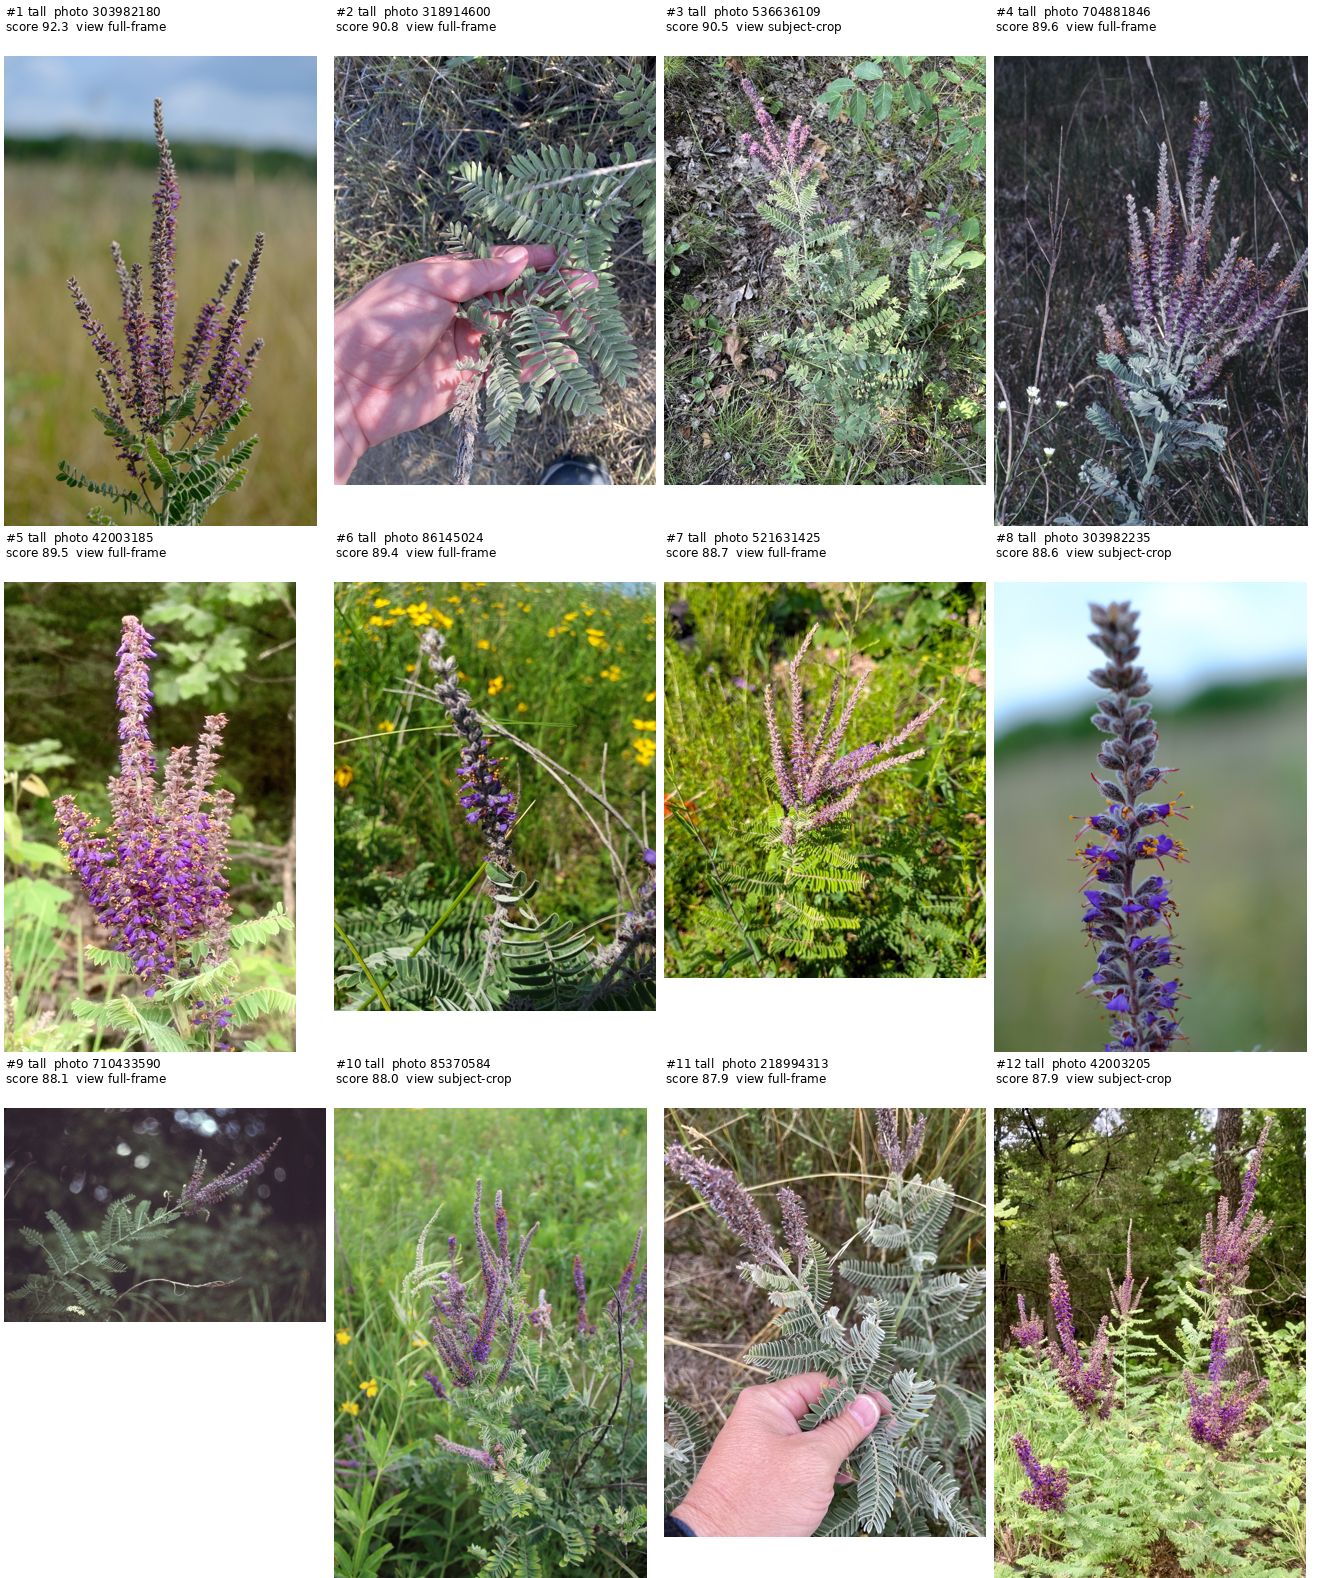 #1 tall  photo 303982180
score 92.3  view full-frame
#2 tall  photo 318914600
score 90.8  view full-frame
#3 tall  photo 536636109
score 90.5  view subject-crop
#4 tall  photo 704881846
score 89.6  view full-frame
#5 tall  photo 42003185
score 89.5  view full-frame
#6 tall  photo 86145024
score 89.4  view full-frame
#7 tall  photo 521631425
score 88.7  view full-frame
#8 tall  photo 303982235
score 88.6  view subject-crop
#9 tall  photo 710433590
score 88.1  view full-frame
#10 tall  photo 85370584
score 88.0  view subject-crop
#11 tall  photo 218994313
score 87.9  view full-frame
#12 tall  photo 42003205
score 87.9  view subject-crop